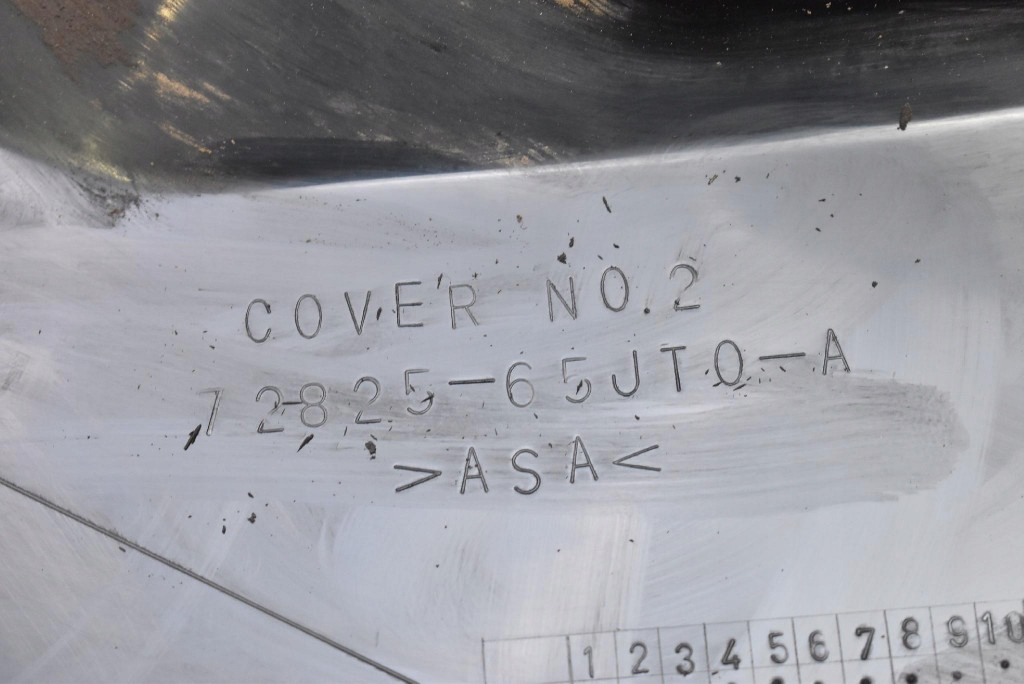 COVER NO.2
72825-65JT0-A
>ASA<
1 2 3 4 5 6 7 8 9 10